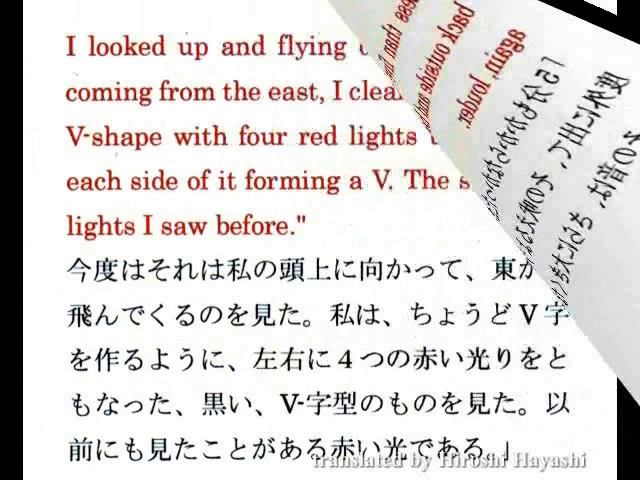 I looked up and flying
coming from the east, I
V-shape with four red lights
each side of it forming a V. The
lights I saw before."
今度はそれは私の頭上に向かって、東か
飛んでくるのを見た。私は、ちょうどV字
を作るように、左右に4つの赤い光りをと
もなった、黒い、V-字型のものを見た。以
前にも見たことがある赤い光である。」
translated by Hiroshi Hayashi
than
back outside
again, louder.